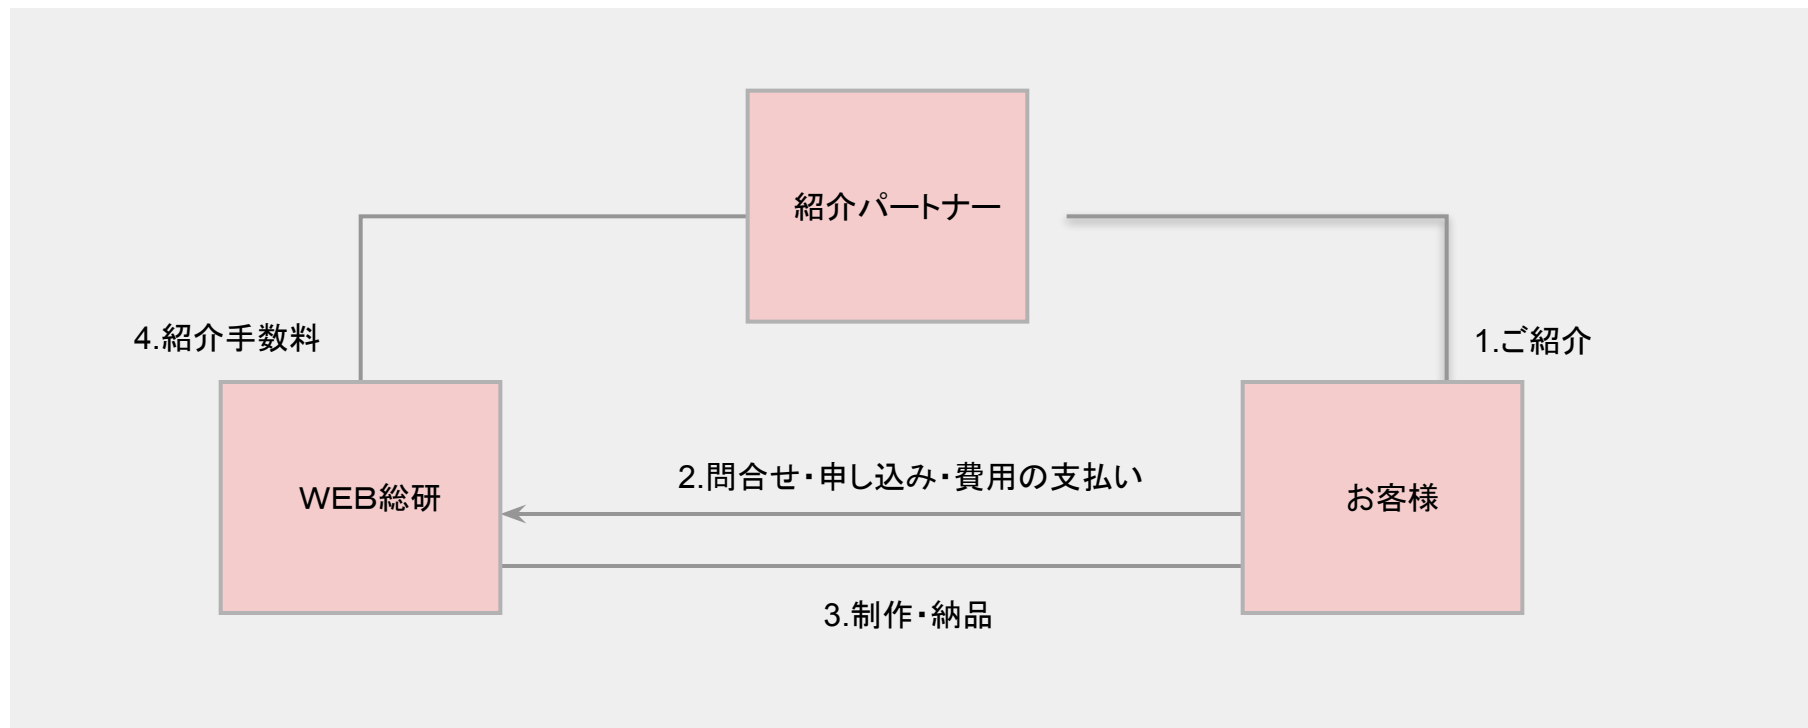 紹介パートナー
4.紹介手数料
1.ご紹介
2.問合せ・申し込み・費用の支払い
WEB総研
お客様
3.制作・納品